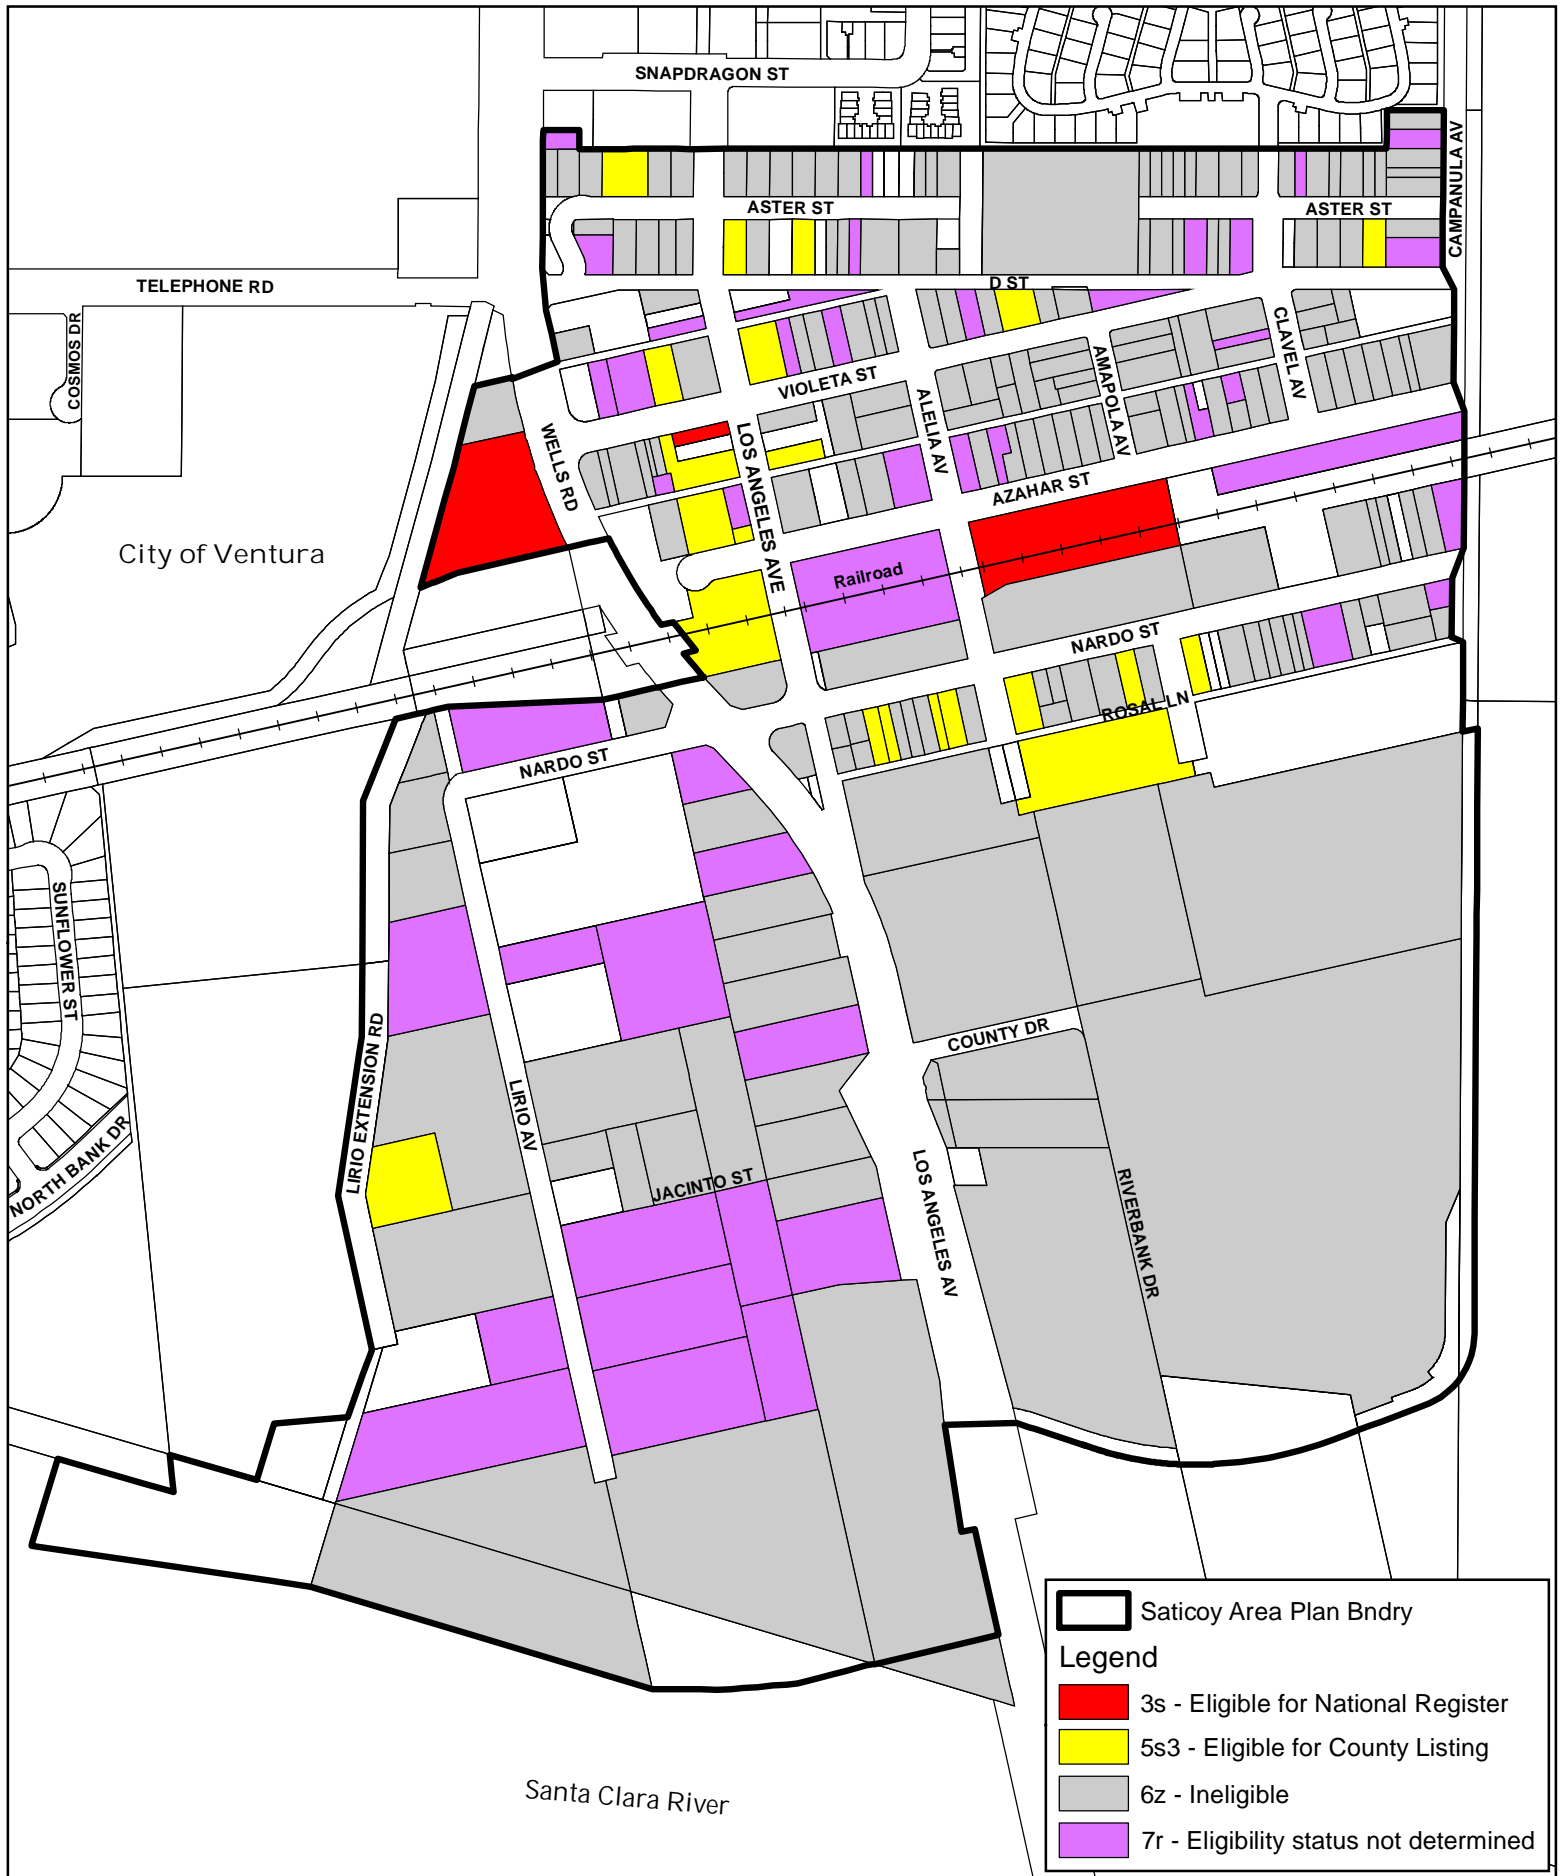 SNAPDRAGON ST
CAMPANULA AV
ASTER ST
ASTER ST
TELEPHONE RD
D ST
COSMOS DR
CLAVEL AV
AMAPOLA AV
VIOLETA ST
ALELIA AV
WELLS RD
LOS ANGELES AVE
AZAHAR ST
City of Ventura
Railroad
NARDO ST
ROSAL LN
NARDO ST
SUNFLOWER ST
LIRIO EXTENSION RD
COUNTY DR
LIRIO AV
NORTH BANK DR
JACINTO ST
LOS ANGELES AV
RIVERBANK DR
Saticoy Area Plan Bndry
Legend
3s - Eligible for National Register
5s3 - Eligible for County Listing
6z - Ineligible
7r - Eligibility status not determined
Santa Clara River